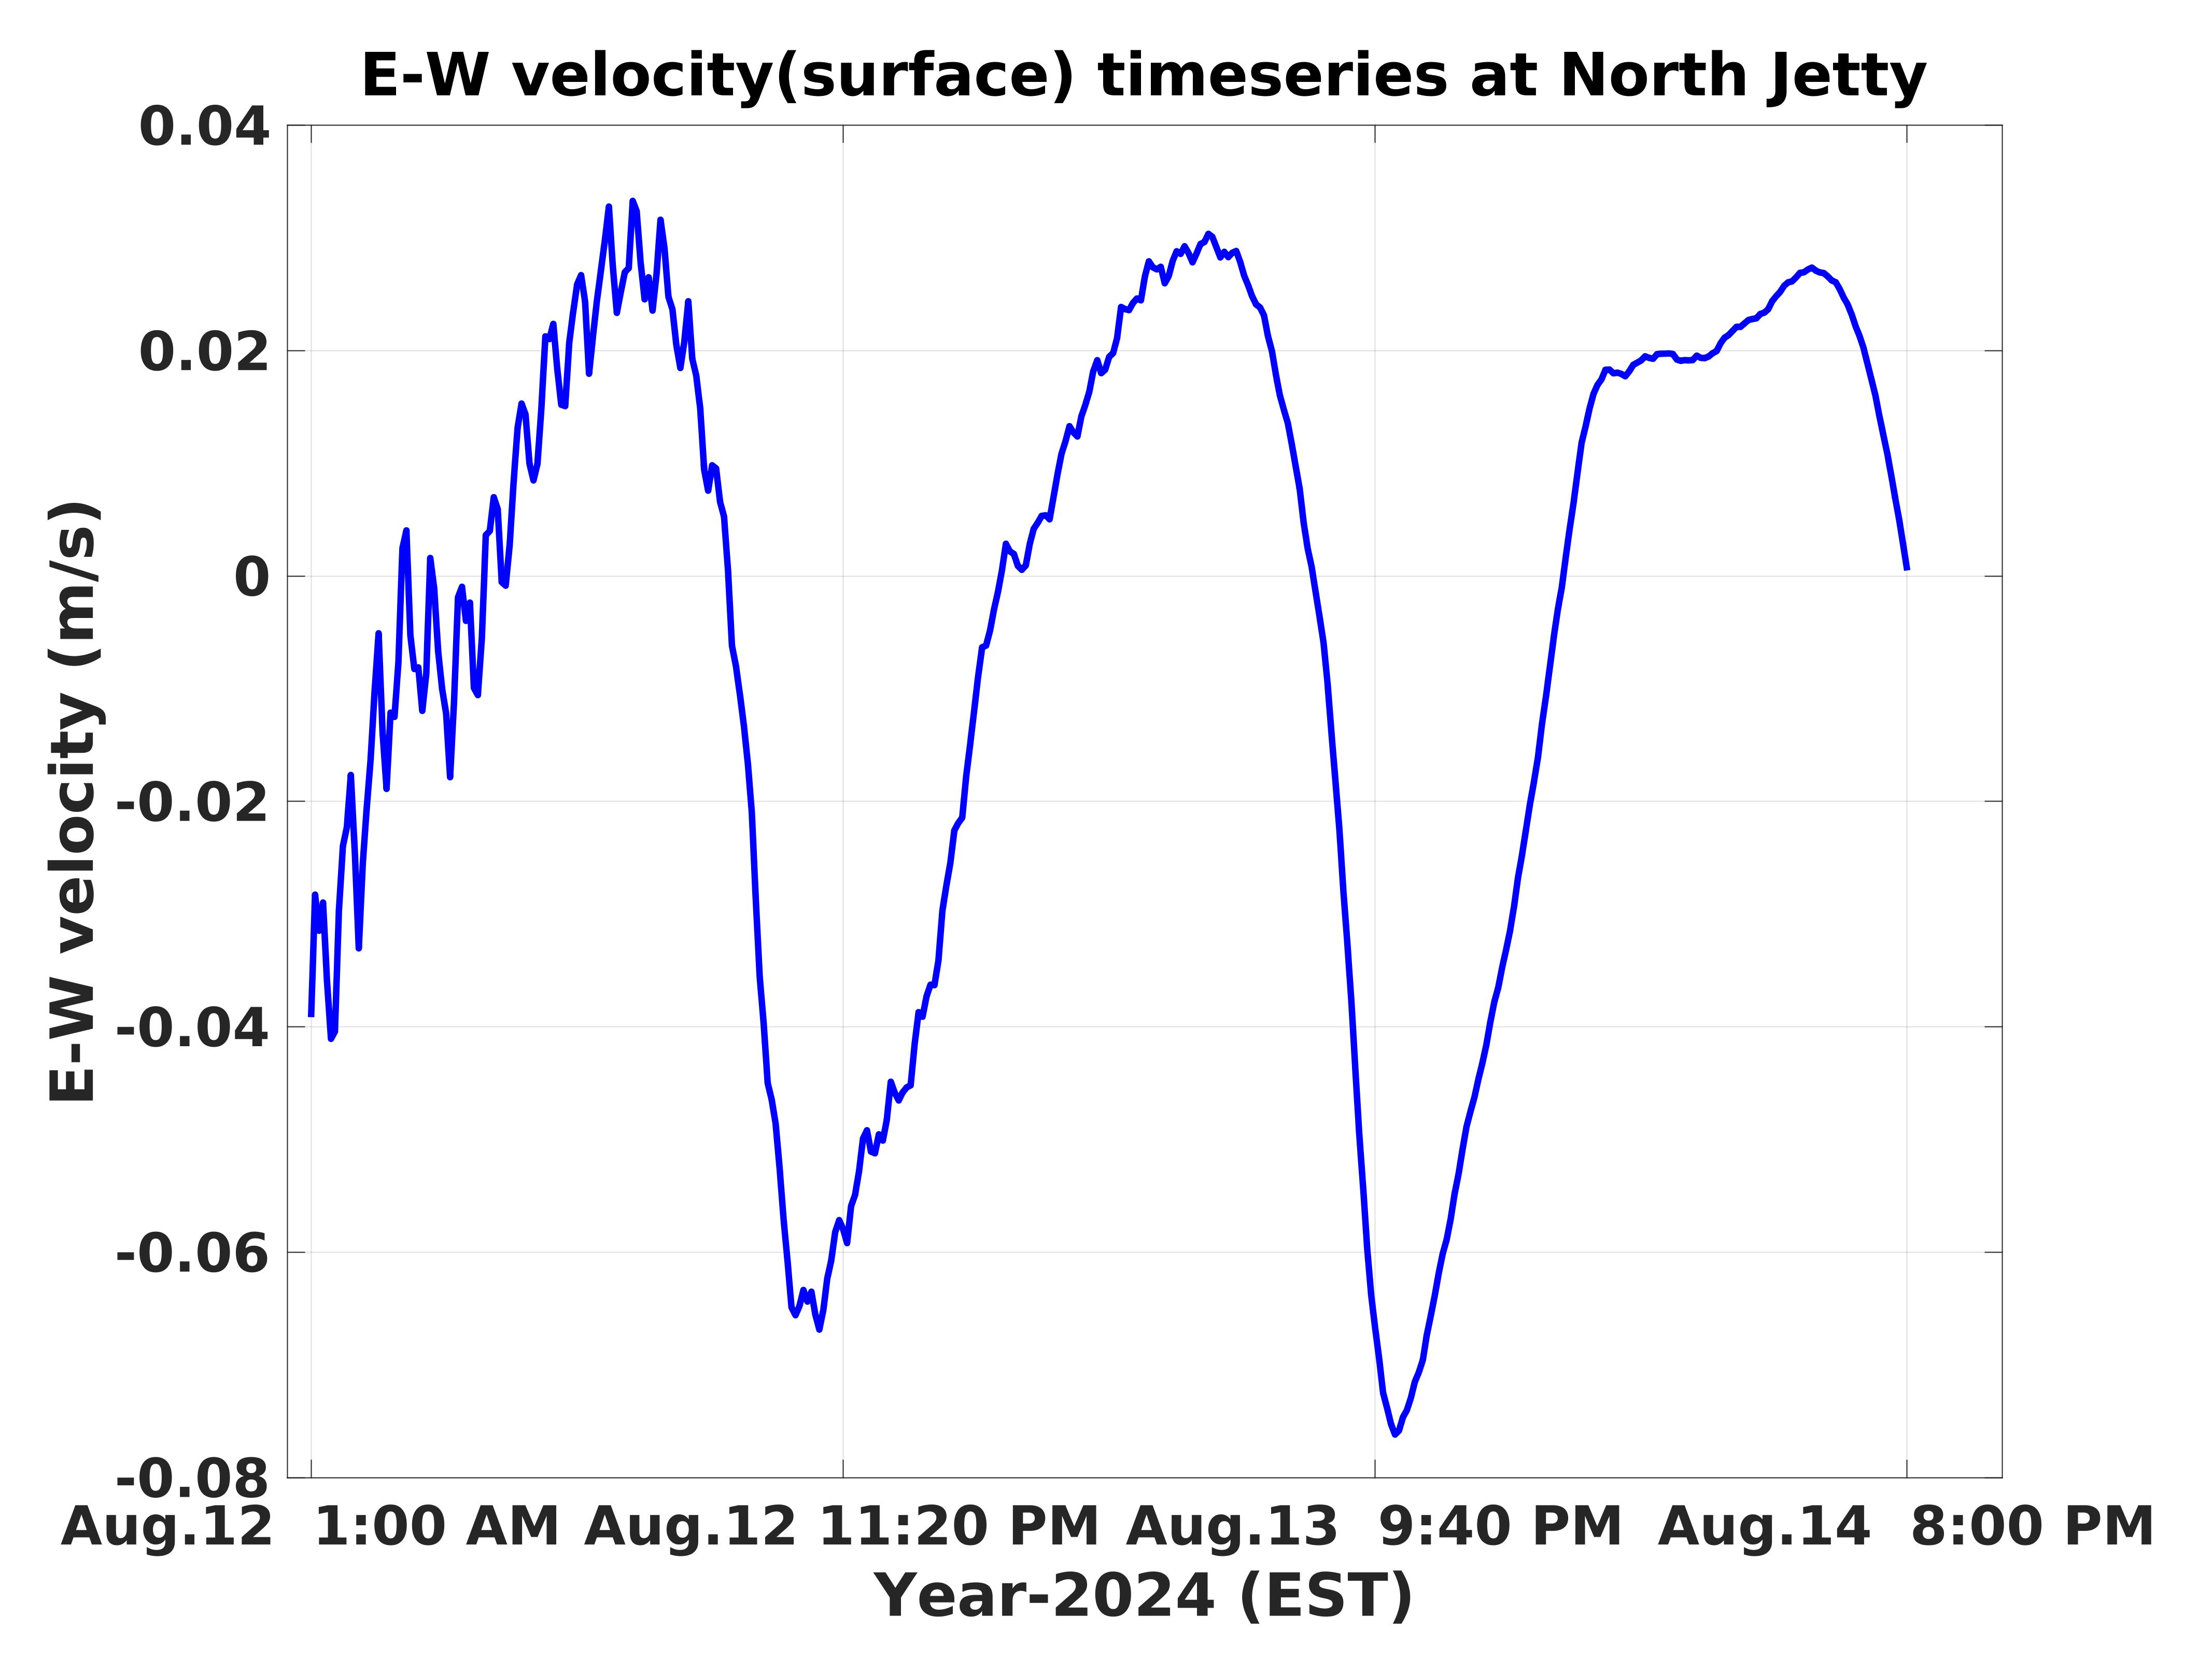 E-W velocity(surface) timeseries at North Jetty
0.04
0.02
0
-0.02
-0.04
-0.06
-0.08
E-W velocity (m/s)
Aug.12 1:00 AM Aug.12 11:20 PM Aug.13 9:40 PM Aug.14 8:00 PM
Year-2024 (EST)